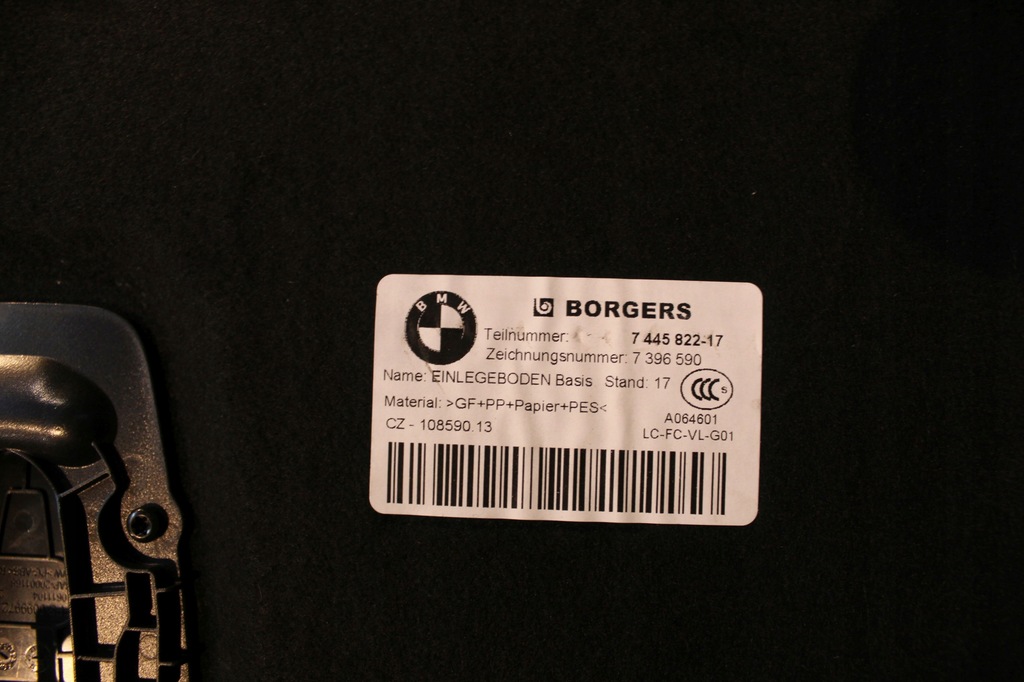 BMW
BORGERS
Teilnummer: 7 445 822-17
Zeichnungsnummer: 7 396 590
Name: EINLEGEBODEN Basis Stand: 17
CCC S
Material: >GF+PP+Papier+PES<
A064601
CZ - 108590.13
LC-FC-VL-G01